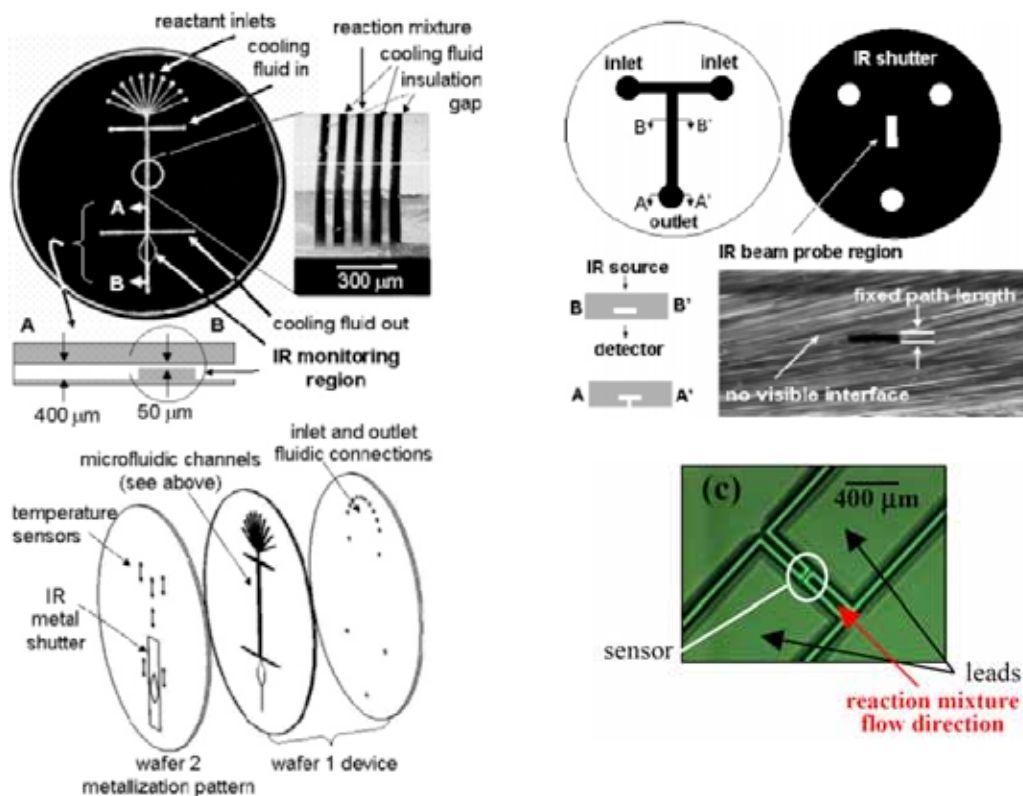 reactant inlets
cooling
fluid in
reaction mixture
cooling fluid
insulation
gap
A
B
300 μm
cooling fluid out
A
B
IR monitoring
region
400 μm
50 μm
inlet and outlet
fluidic connections
microfluidic channels
(see above)
temperature
sensors
IR
metal
shutter
wafer 2
metallization pattern
wafer 1 device
inlet
inlet
IR shutter
B
B'
A
A'
outlet
IR beam probe region
IR source
B
B'
detector
A
A'
fixed path length
no visible interface
(c)
400 μm
sensor
leads
reaction mixture
flow direction